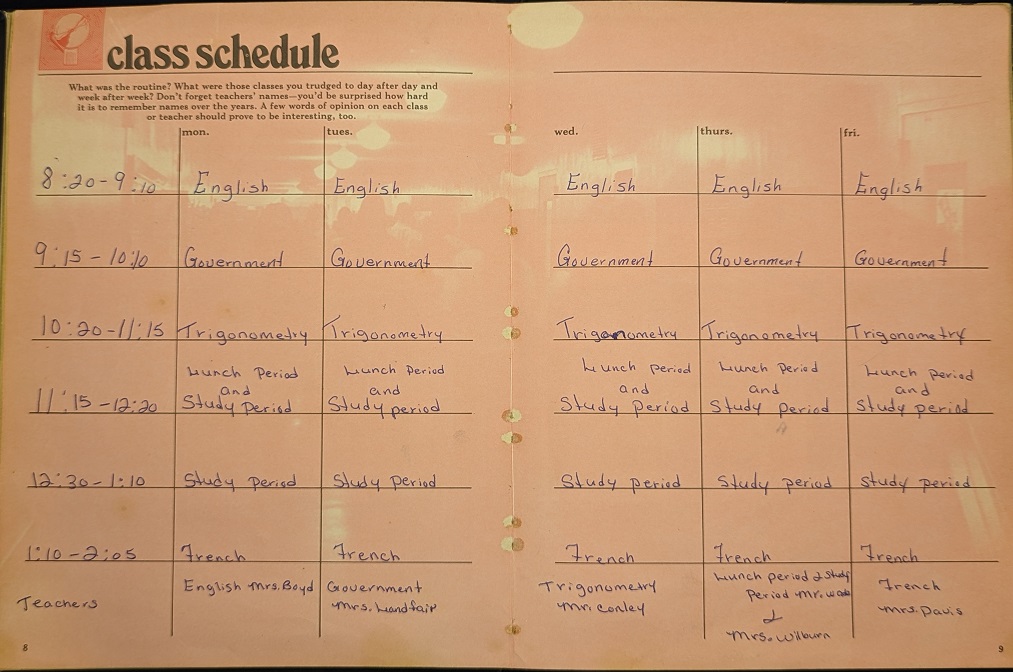 class schedule
What was the routine? What were those classes you trudged to day after day and
week after week? Don't forget teachers' names—you'd be surprised how hard
it is to remember names over the years. A few words of opinion on each class
or teacher should prove to be interesting, too.
mon. tues. wed. thurs. fri.
8:20-9:10 English English English English English
9:15-10:10 Government Government Government Government Government
10:20-11:15 Trigonometry Trigonometry Trigonometry Trigonometry Trigonometry
Lunch Period Lunch Period Lunch period Lunch Period Lunch period
and and and and and
11:15-12:20 Study Period Study period Study period Study period Study period
12:30-1:10 Study period Study period Study period Study period Study period
1:10-2:05 French French French French French
Teachers
English Mrs. Boyd
Government
Mrs. Landfair
Trigonometry
Mr. Conley
Lunch period & Study
Period Mr.
&
Mrs. Wilburn
French
Mrs. Davis
8
9